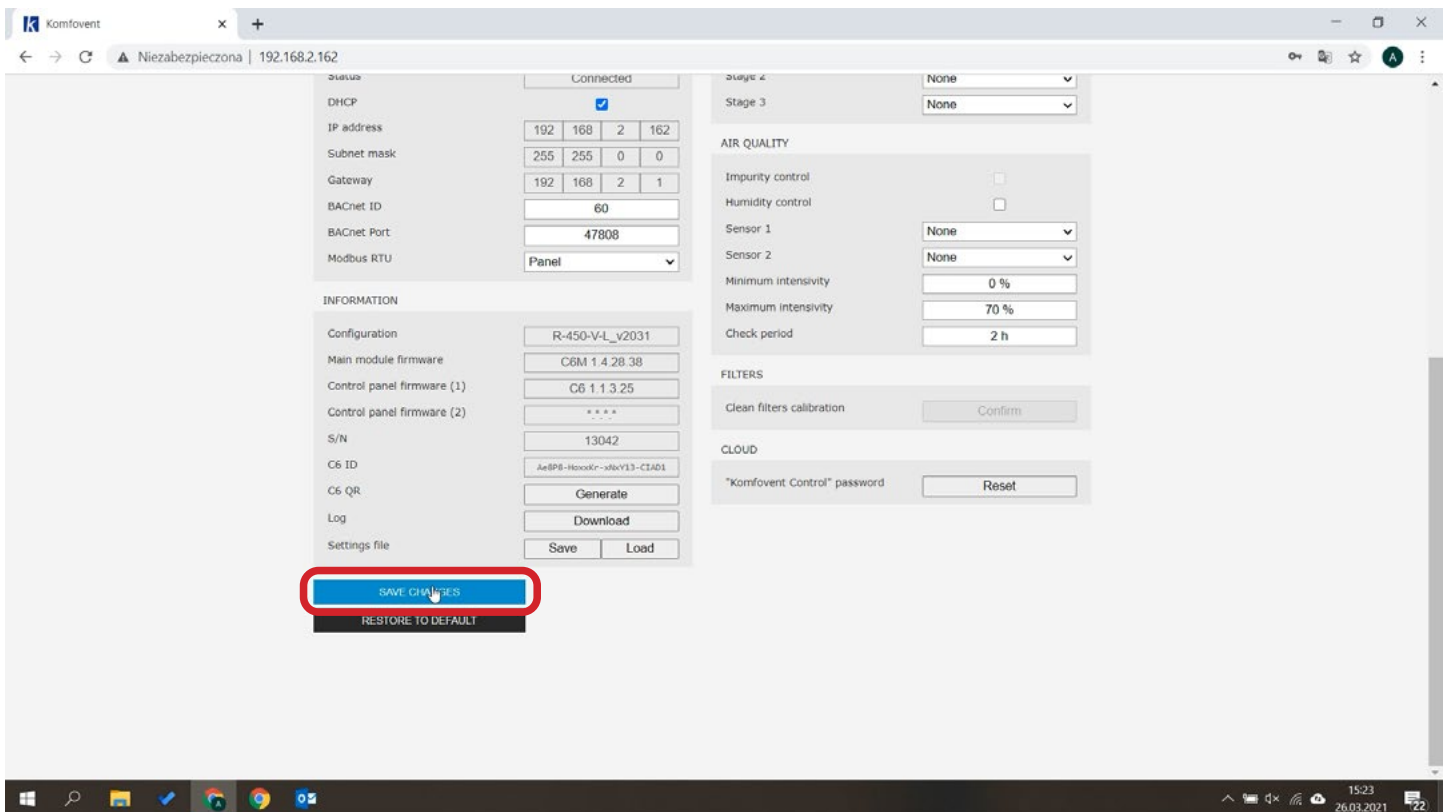 Komfovent
Niezabezpieczona | 192.168.2.162
A
Status Connected
DHCP
IP address 192 168 2 162
Subnet mask 255 255 0 0
Gateway 192 168 2 1
BACnet ID 60
BACnet Port 47808
Modbus RTU Panel
INFORMATION
Configuration R-450-V-L_v2031
Main module firmware C6M 1.4.28.38
Control panel firmware (1) C6 1.1.3.25
Control panel firmware (2) *.*.*.*
S/N 13042
C6 ID
C6 QR Generate
Log Download
Settings file Save Load
SAVE CHANGES
RESTORE TO DEFAULT
Stage 2 None
Stage 3 None
AIR QUALITY
Impurity control
Humidity control
Sensor 1 None
Sensor 2 None
Minimum intensivity 0 %
Maximum intensivity 70 %
Check period 2 h
FILTERS
Clean filters calibration Confirm
CLOUD
"Komfovent Control" password Reset
15:23
26.03.2021
22